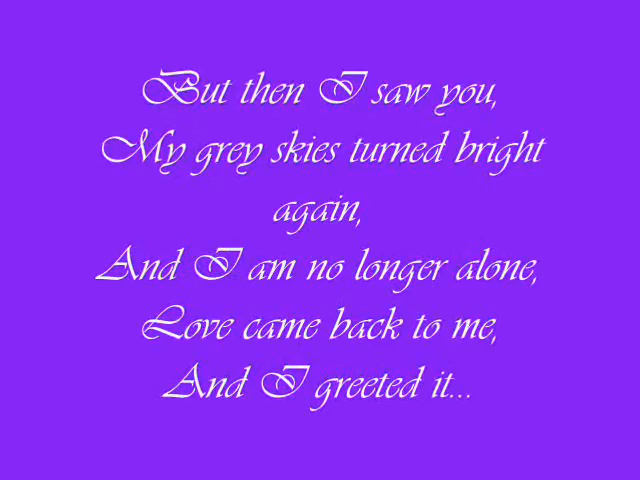 But then I saw you,
My grey skies turned bright
again,
And I am no longer alone,
Love came back to me,
And I greeted it...